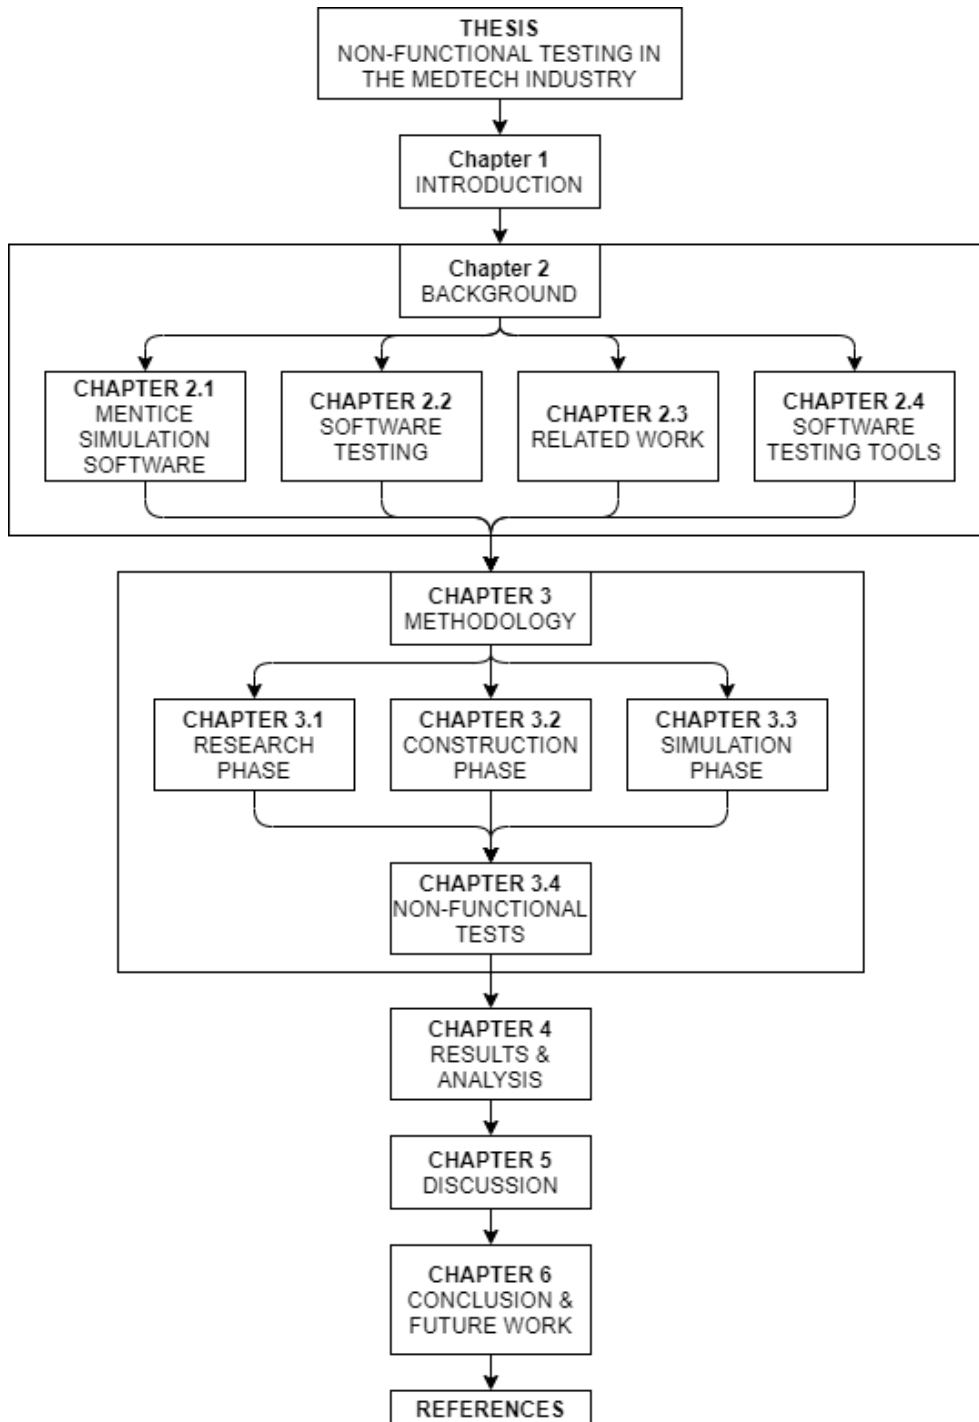 THESIS
NON-FUNCTIONAL TESTING IN
THE MEDTECH INDUSTRY
Chapter 1
INTRODUCTION
Chapter 2
BACKGROUND
CHAPTER 2.1
MENTICE
SIMULATION
SOFTWARE
CHAPTER 2.2
SOFTWARE
TESTING
CHAPTER 2.3
RELATED WORK
CHAPTER 2.4
SOFTWARE
TESTING TOOLS
CHAPTER 3
METHODOLOGY
CHAPTER 3.1
RESEARCH
PHASE
CHAPTER 3.2
CONSTRUCTION
PHASE
CHAPTER 3.3
SIMULATION
PHASE
CHAPTER 3.4
NON-FUNCTIONAL
TESTS
CHAPTER 4
RESULTS &
ANALYSIS
CHAPTER 5
DISCUSSION
CHAPTER 6
CONCLUSION &
FUTURE WORK
REFERENCES